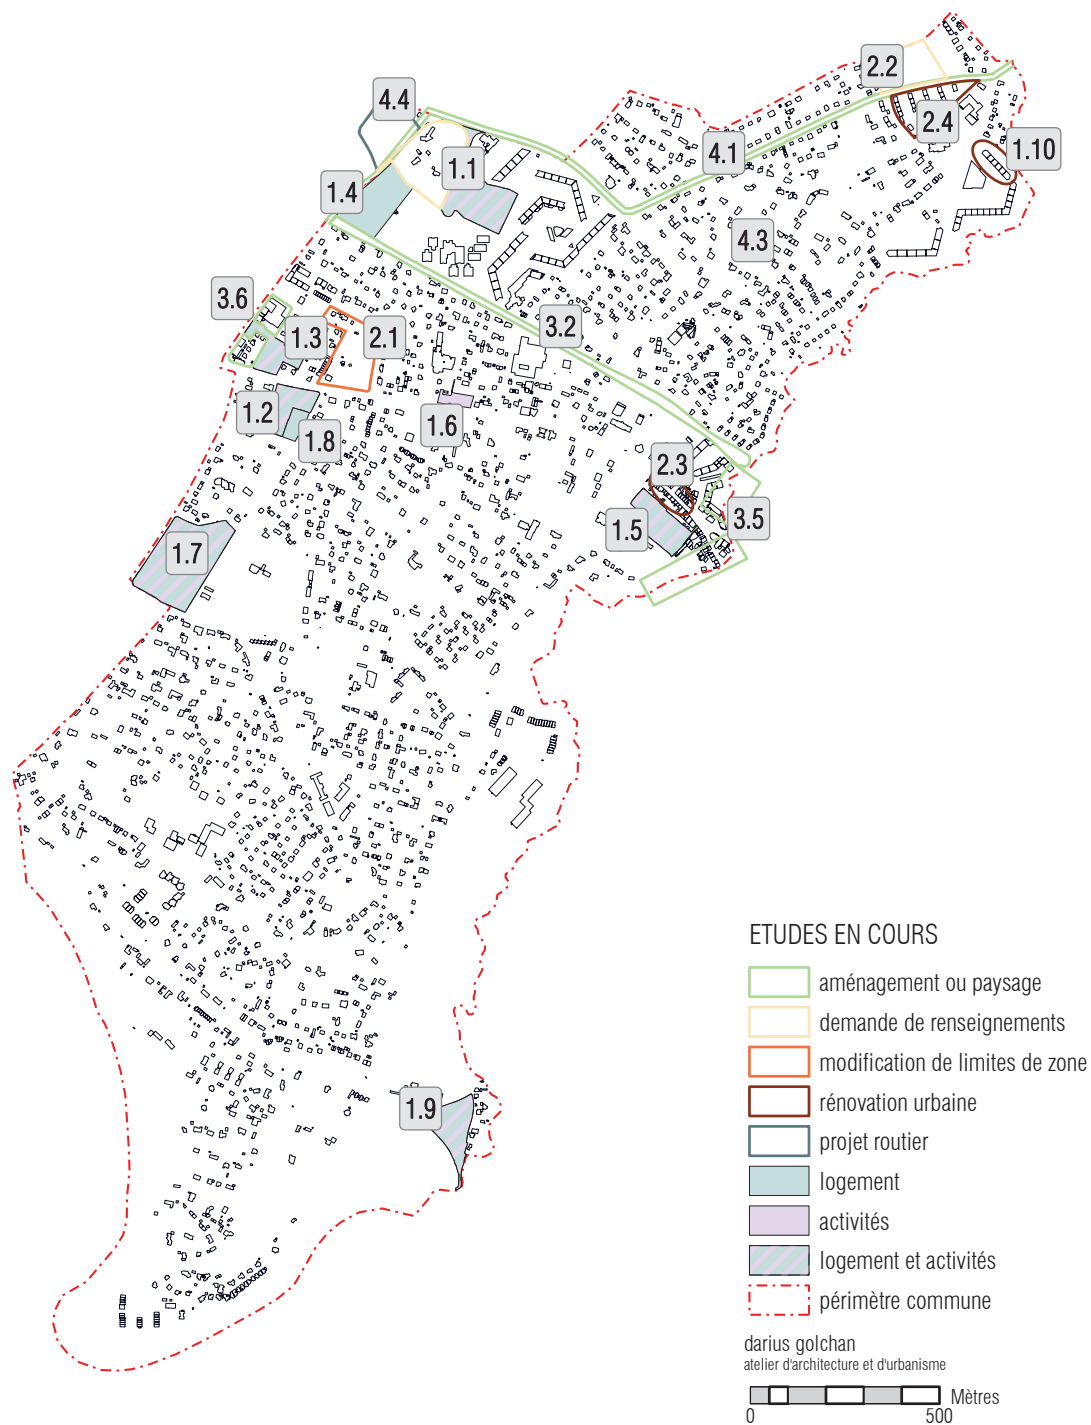 2.2
4.4
2.4
4.1
1.10
1.1
1.4
4.3
3.6
3.2
1.3
2.1
1.2
1.6
1.8
2.3
3.5
1.5
1.7
1.9
ETUDES EN COURS
aménagement ou paysage
demande de renseignements
modification de limites de zone
rénovation urbaine
projet routier
logement
activités
logement et activités
périmètre commune
darius golchan
atelier d'architecture et d'urbanisme
Mètres
0 500